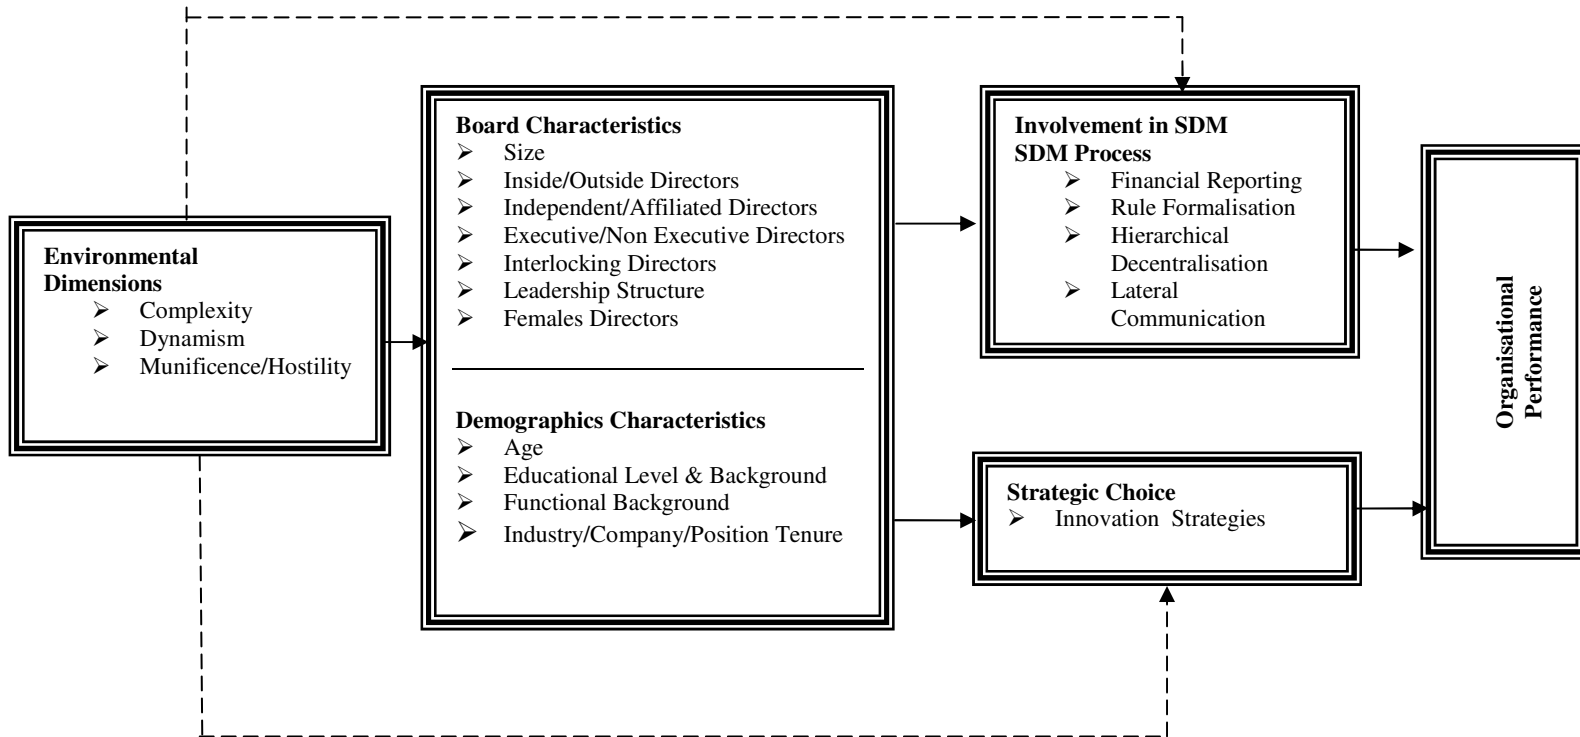 Environmental
Dimensions
➢ Complexity
➢ Dynamism
➢ Munificence/Hostility
Board Characteristics
➢ Size
➢ Inside/Outside Directors
➢ Independent/Affiliated Directors
➢ Executive/Non Executive Directors
➢ Interlocking Directors
➢ Leadership Structure
➢ Females Directors
Demographics Characteristics
➢ Age
➢ Educational Level & Background
➢ Functional Background
➢ Industry/Company/Position Tenure
Involvement in SDM
SDM Process
➢ Financial Reporting
➢ Rule Formalisation
➢ Hierarchical
Decentralisation
➢ Lateral
Communication
Strategic Choice
➢ Innovation Strategies
Organisational
Performance